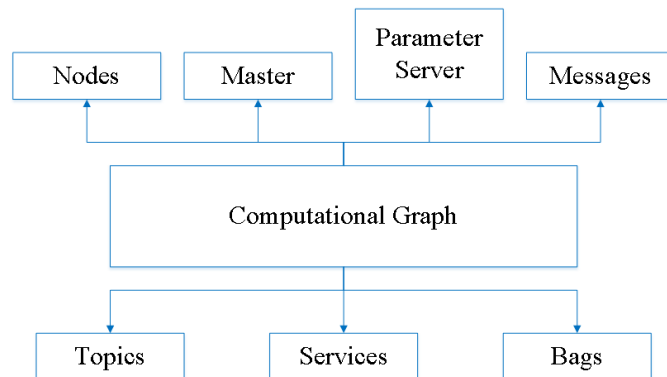 Nodes
Master
Parameter
Server
Messages
Computational Graph
Topics
Services
Bags